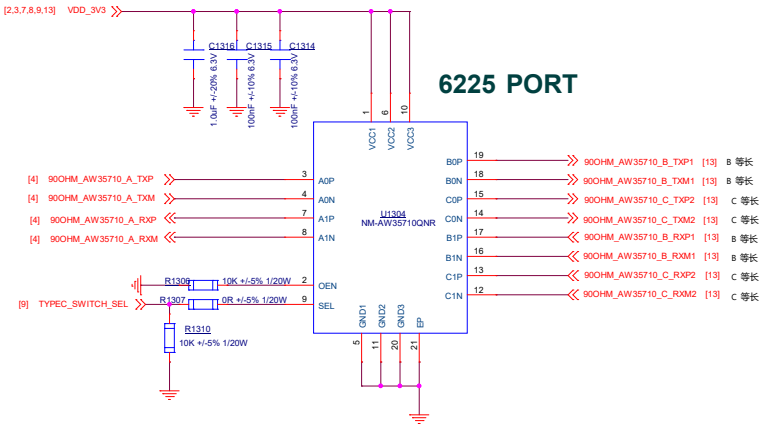 [2,3,7,8,9,13] VDD_3V3
C1316 C1315 C1314
1.0uF +/-20% 6.3V
100nF +/-10% 6.3V
100nF +/-10% 6.3V
6225 PORT
1 6 10
VCC1 VCC2 VCC3
[4] 90OHM_AW35710_A_TXP 3 A0P
[4] 90OHM_AW35710_A_TXM 4 A0N
[4] 90OHM_AW35710_A_RXP 7 A1P
[4] 90OHM_AW35710_A_RXM 8 A1N
U1304
NM-AW35710QNR
B0P 19 90OHM_AW35710_B_TXP1 [13] B 等长
B0N 18 90OHM_AW35710_B_TXM1 [13] B 等长
C0P 15 90OHM_AW35710_C_TXP2 [13] C 等长
C0N 14 90OHM_AW35710_C_TXM2 [13] C 等长
B1P 17 90OHM_AW35710_B_RXP1 [13] B 等长
B1N 16 90OHM_AW35710_B_RXM1 [13] B 等长
C1P 13 90OHM_AW35710_C_RXP2 [13] C 等长
C1N 12 90OHM_AW35710_C_RXM2 [13] C 等长
R1306 10K +/-5% 1/20W 2 OEN
[9] TYPEC_SWITCH_SEL R1307 0R +/-5% 1/20W 9 SEL
R1310
10K +/-5% 1/20W
GND1 GND2 GND3 EP
5 11 20 21